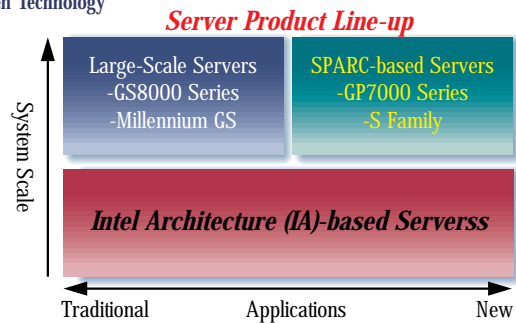 en Technology
Server Product Line-up
Large-Scale Servers
-GS8000 Series
-Millennium GS
SPARC-based Servers
-GP7000 Series
-S Family
System Scale
Intel Architecture (IA)-based Serverss
Traditional Applications New